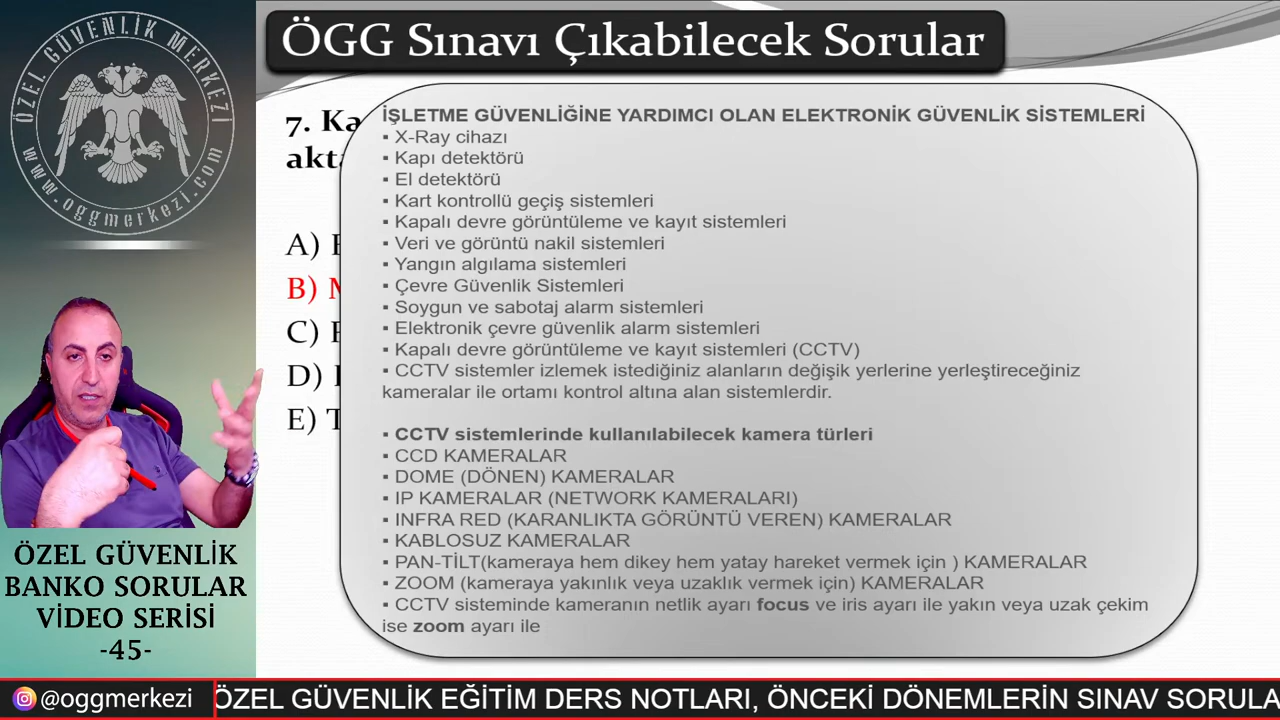 ÖGG Sınavı Çıkabilecek Sorular
ÖZEL GÜVENLİK MERKEZİ
www.oggmerkezi.com
7. Ka
akta
A)
B)
C)
D)
E) T
İŞLETME GÜVENLİĞİNE YARDIMCI OLAN ELEKTRONİK GÜVENLİK SİSTEMLERİ
▪ X-Ray cihazı
▪ Kapı detektörü
▪ El detektörü
▪ Kart kontrollü geçiş sistemleri
▪ Kapalı devre görüntüleme ve kayıt sistemleri
▪ Veri ve görüntü nakil sistemleri
▪ Yangın algılama sistemleri
▪ Çevre Güvenlik Sistemleri
▪ Soygun ve sabotaj alarm sistemleri
▪ Elektronik çevre güvenlik alarm sistemleri
▪ Kapalı devre görüntüleme ve kayıt sistemleri (CCTV)
▪ CCTV sistemler izlemek istediğiniz alanların değişik yerlerine yerleştireceğiniz
kameralar ile ortamı kontrol altına alan sistemlerdir.
▪ CCTV sistemlerinde kullanılabilecek kamera türleri
▪ CCD KAMERALAR
▪ DOME (DÖNEN) KAMERALAR
▪ IP KAMERALAR (NETWORK KAMERALARI)
▪ INFRA RED (KARANLIKTA GÖRÜNTÜ VEREN) KAMERALAR
▪ KABLOSUZ KAMERALAR
▪ PAN-TİLT(kameraya hem dikey hem yatay hareket vermek için ) KAMERALAR
▪ ZOOM (kameraya yakınlık veya uzaklık vermek için) KAMERALAR
▪ CCTV sisteminde kameranın netlik ayarı focus ve iris ayarı ile yakın veya uzak çekim
ise zoom ayarı ile
ÖZEL GÜVENLİK
BANKO SORULAR
VİDEO SERİSİ
-45-
@oggmerkezi
ÖZEL GÜVENLİK EĞİTİM DERS NOTLARI, ÖNCEKİ DÖNEMLERİN SINAV SORULA